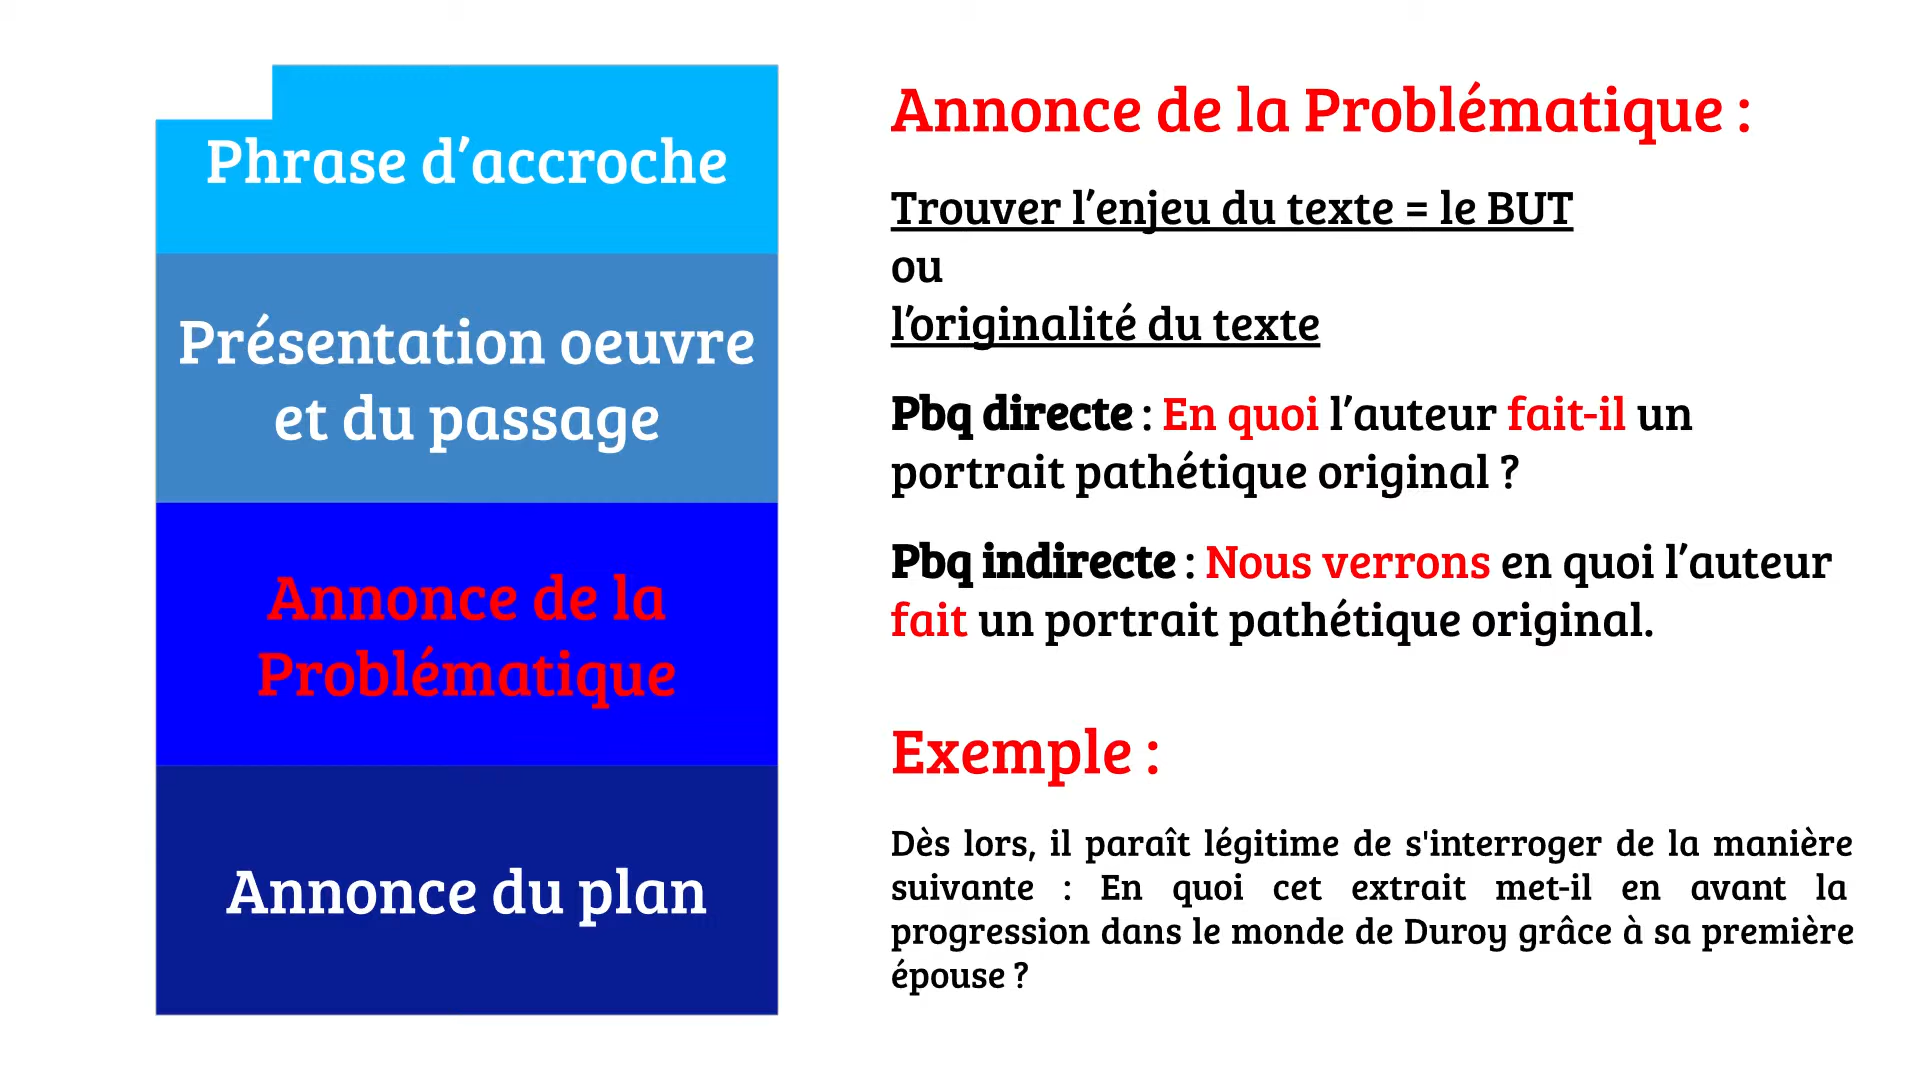 Phrase d’accroche
Présentation oeuvre
et du passage
Annonce de la
Problématique
Annonce du plan
Annonce de la Problématique :
Trouver l’enjeu du texte = le BUT
ou
l’originalité du texte
Pbq directe : En quoi l’auteur fait-il un
portrait pathétique original ?
Pbq indirecte : Nous verrons en quoi l’auteur
fait un portrait pathétique original.
Exemple :
Dès lors, il paraît légitime de s'interroger de la manière
suivante : En quoi cet extrait met-il en avant la
progression dans le monde de Duroy grâce à sa première
épouse ?